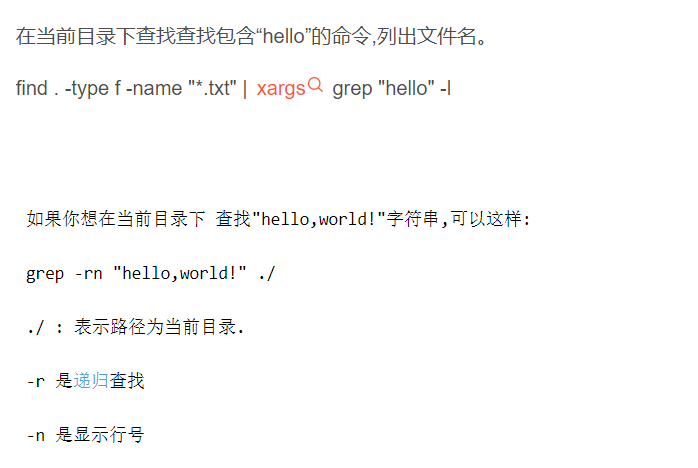 在当前目录下查找查找包含“hello”的命令,列出文件名。
find . -type f -name "*.txt" | xargs grep "hello" -l
如果你想在当前目录下 查找"hello,world!"字符串,可以这样:
grep -rn "hello,world!" ./
./ : 表示路径为当前目录.
-r 是递归查找
-n 是显示行号